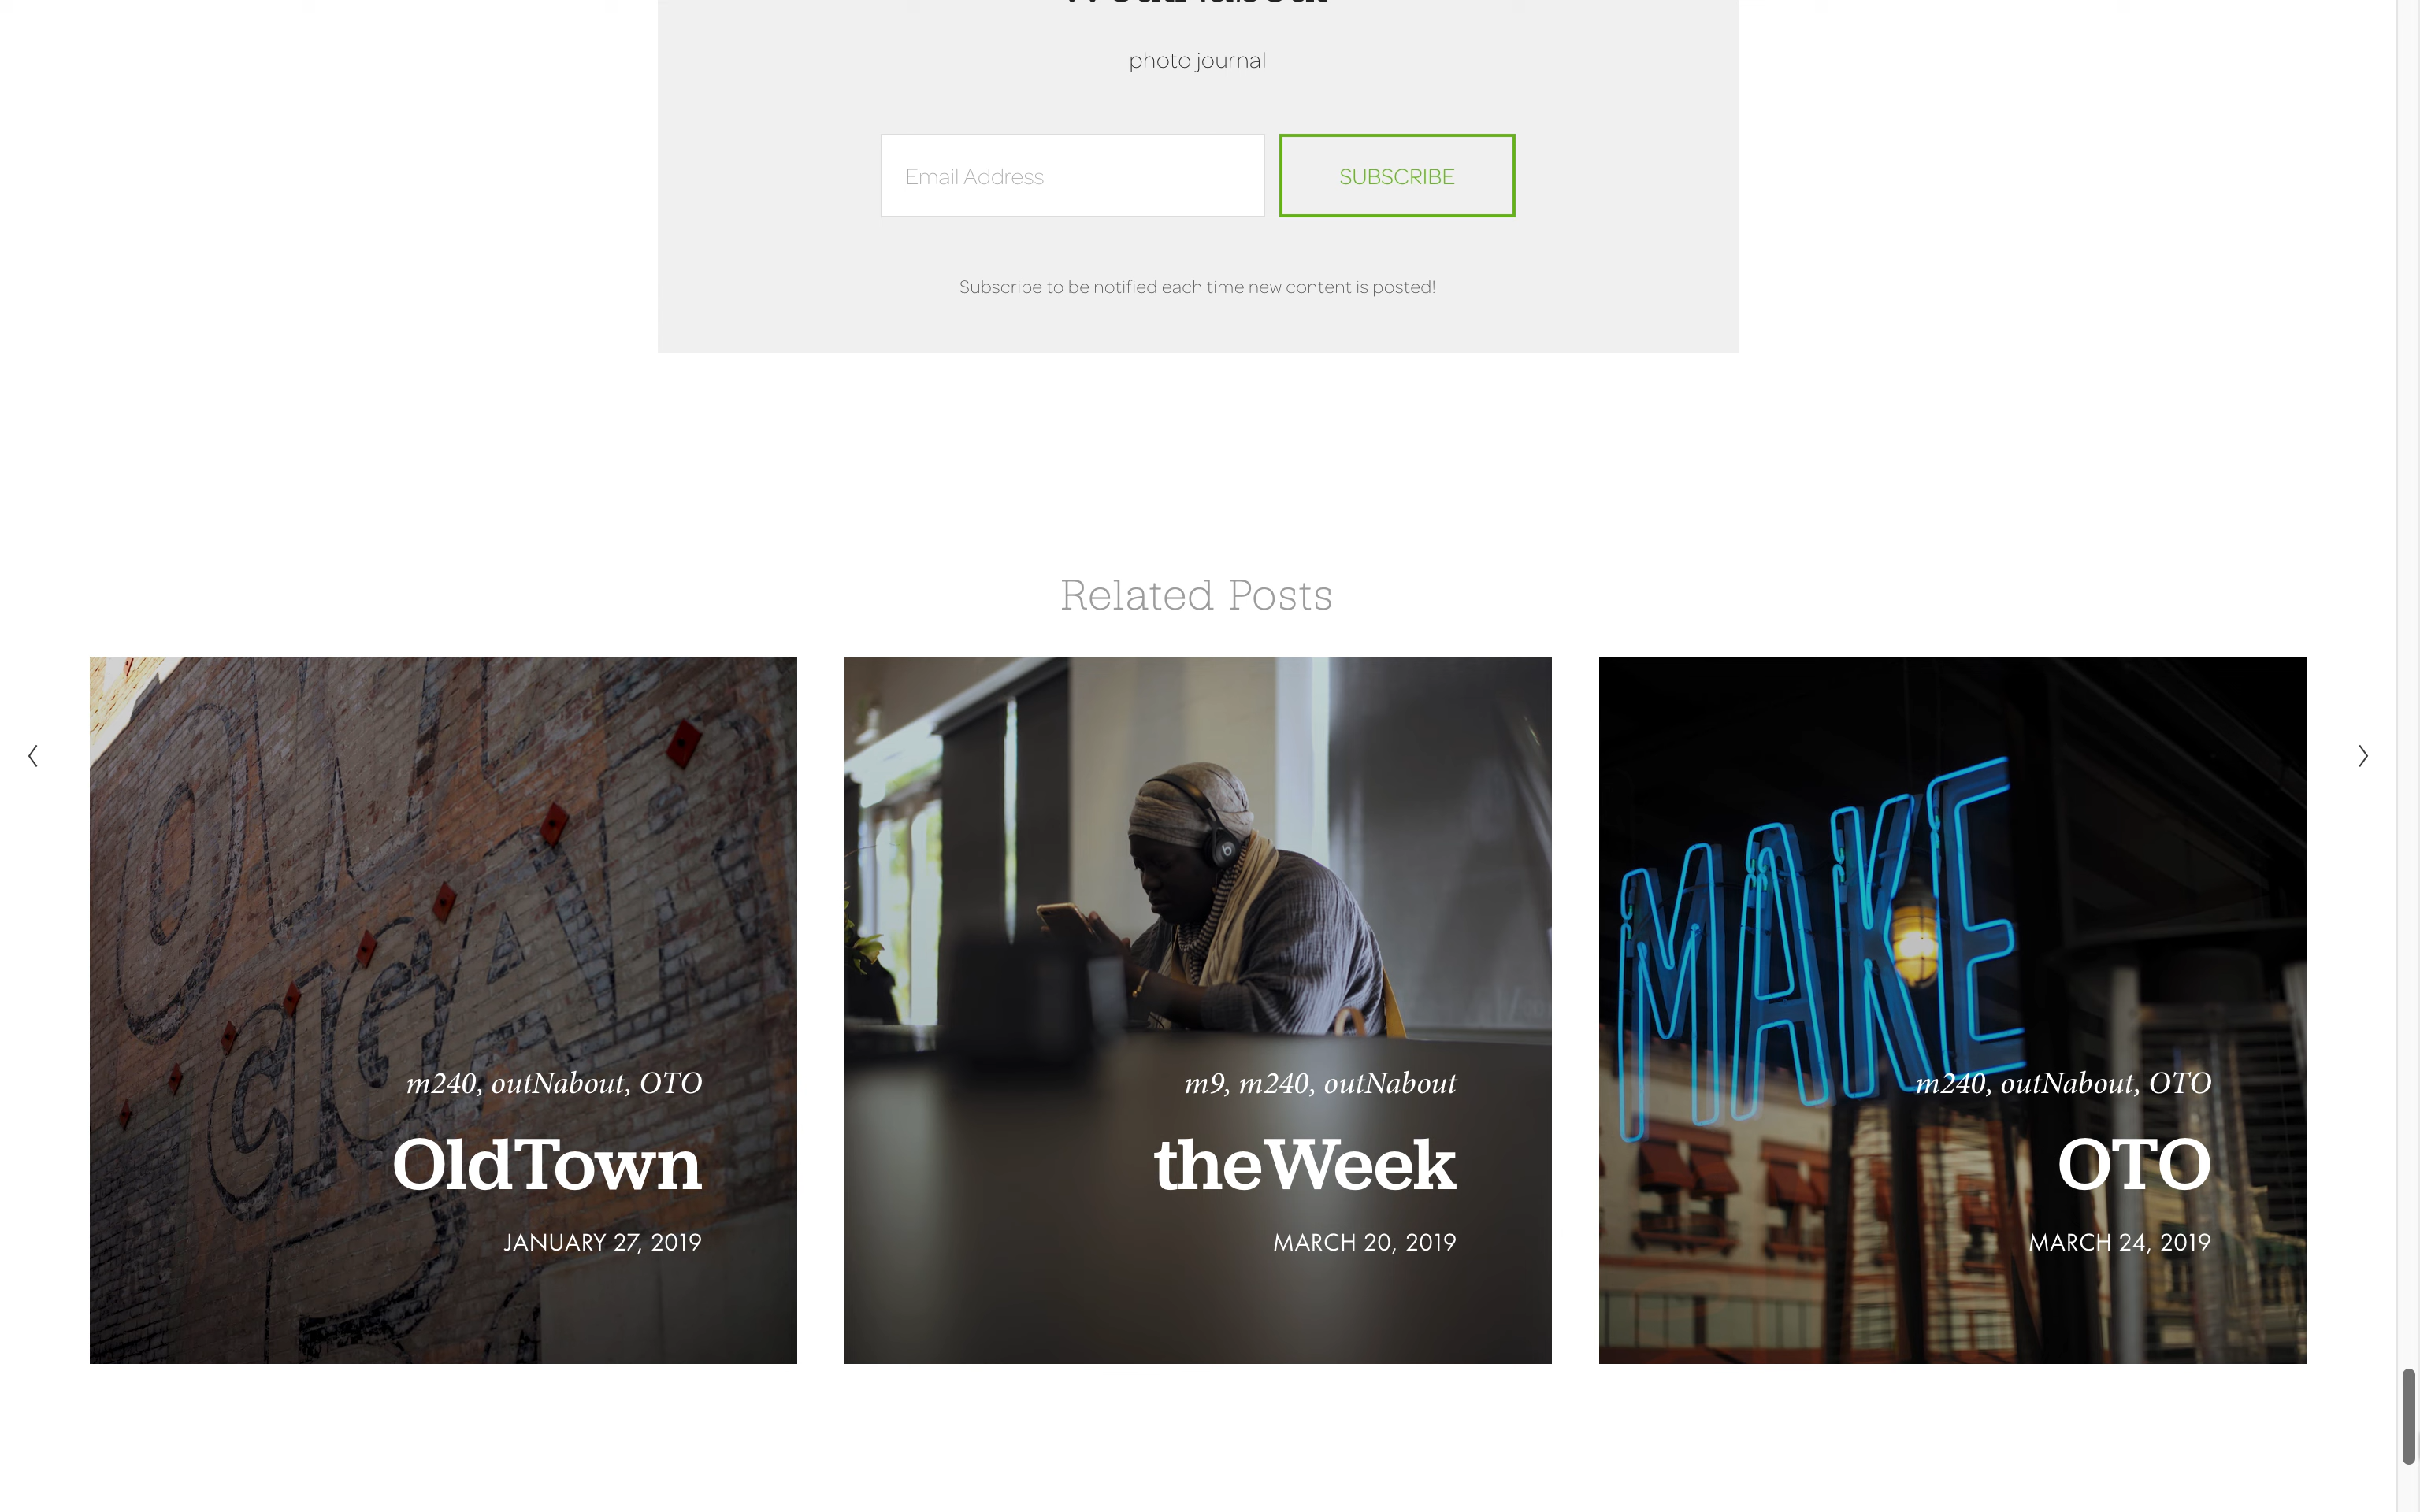 photo journal
Email Address
SUBSCRIBE
Subscribe to be notified each time new content is posted!
Related Posts
OWL
CIGAR
m240, outNabout, OTO
OldTown
JANUARY 27, 2019
b
m9, m240, outNabout
theWeek
MARCH 20, 2019
MAKE
m240, outNabout, OTO
OTO
MARCH 24, 2019